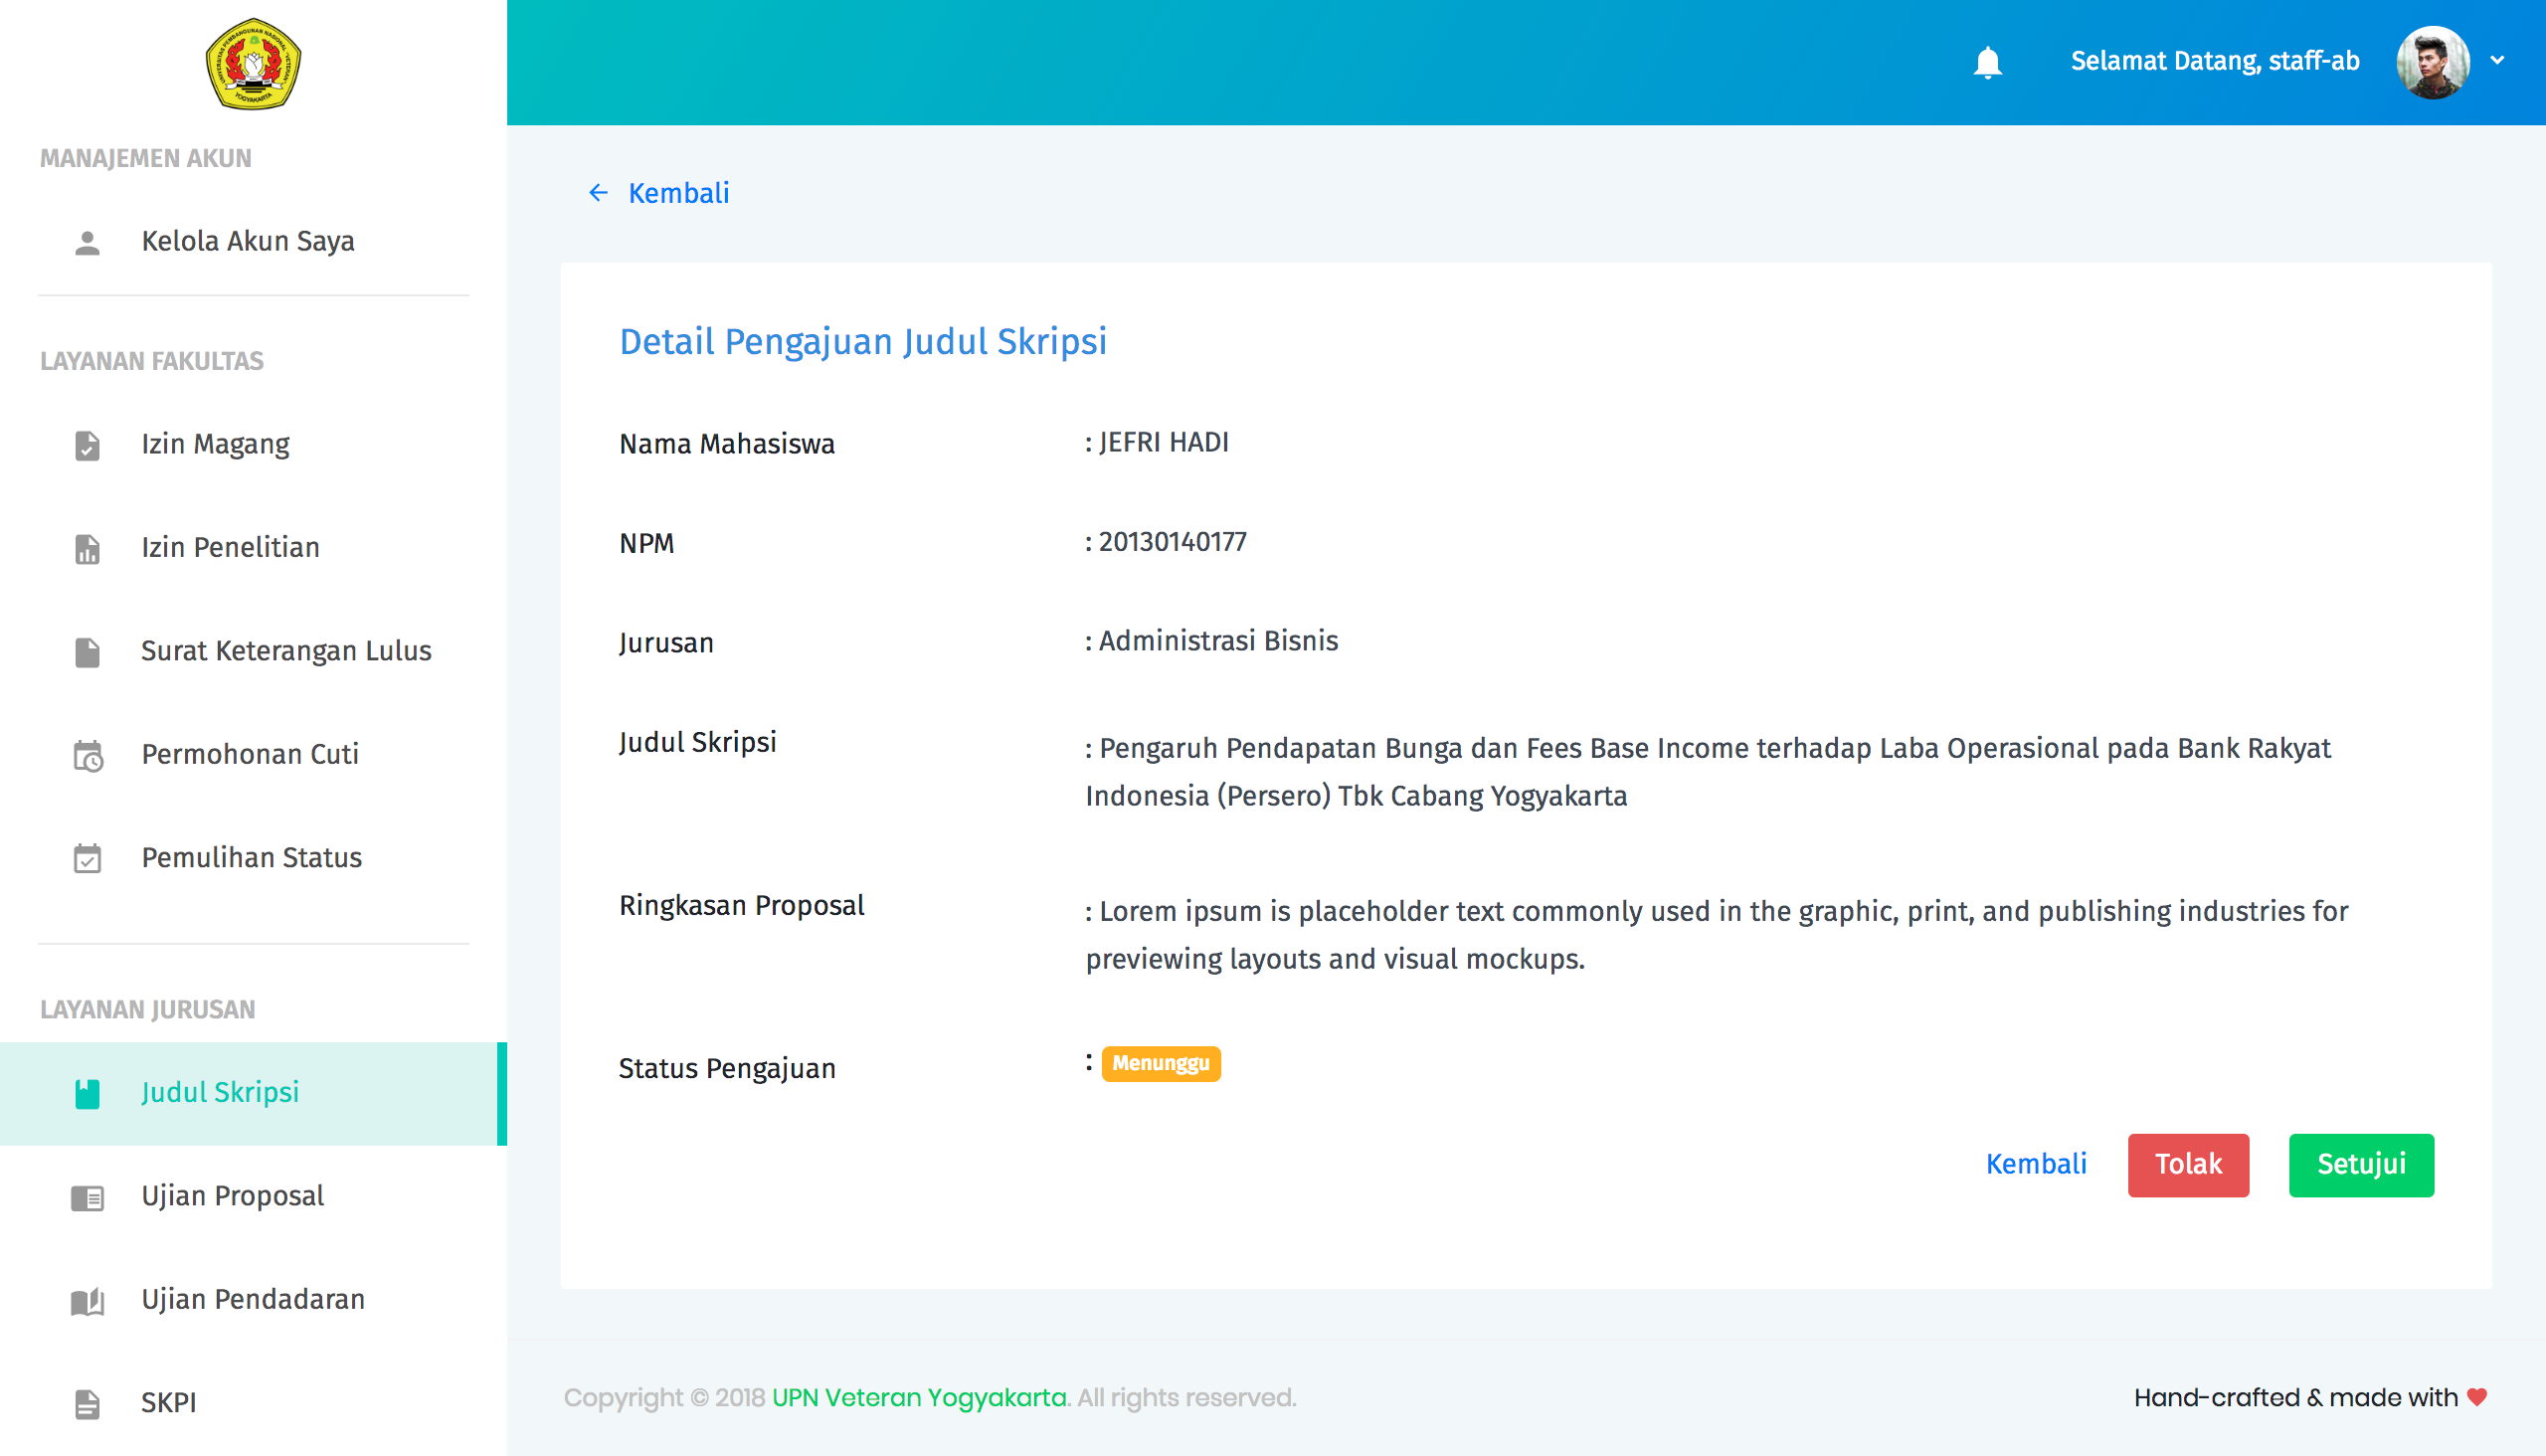 UNIVERSITAS PEMBANGUNAN NASIONAL "VETERAN"
YOGYAKARTA
MANAJEMEN AKUN
Kelola Akun Saya
LAYANAN FAKULTAS
Izin Magang
Izin Penelitian
Surat Keterangan Lulus
Permohonan Cuti
Pemulihan Status
LAYANAN JURUSAN
Judul Skripsi
Ujian Proposal
Ujian Pendadaran
SKPI
Selamat Datang, staff-ab
Kembali
Detail Pengajuan Judul Skripsi
Nama Mahasiswa : JEFRI HADI
NPM : 20130140177
Jurusan : Administrasi Bisnis
Judul Skripsi : Pengaruh Pendapatan Bunga dan Fees Base Income terhadap Laba Operasional pada Bank Rakyat
Indonesia (Persero) Tbk Cabang Yogyakarta
Ringkasan Proposal : Lorem ipsum is placeholder text commonly used in the graphic, print, and publishing industries for
previewing layouts and visual mockups.
Status Pengajuan : Menunggu
Kembali Tolak Setujui
Copyright © 2018 UPN Veteran Yogyakarta. All rights reserved.
Hand-crafted & made with